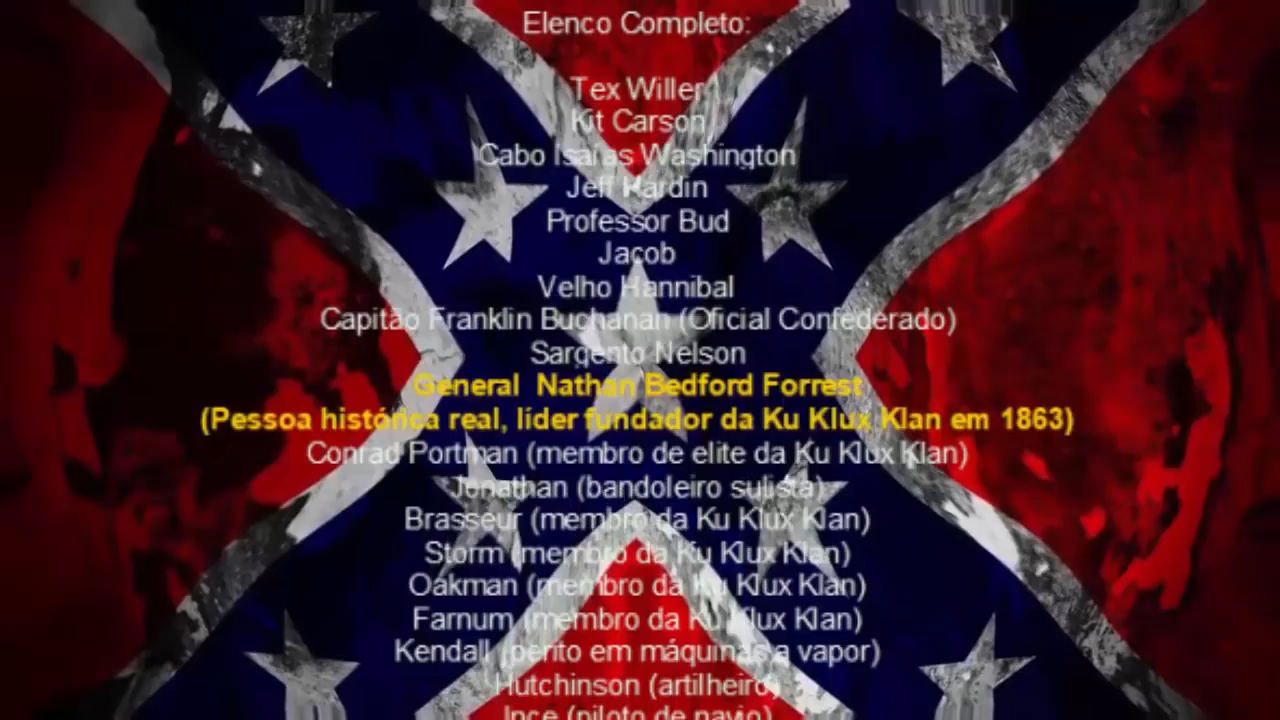 Elenco Completo:
Tex Willer
Kit Carson
Cabo Isaías Washington
Jeff Hardin
Professor Bud
Jacob
Velho Hannibal
Capitão Franklin Buchanan (Oficial Confederado)
Sargento Nelson
General Nathan Bedford Forrest
(Pessoa histórica real, líder fundador da Ku Klux Klan em 1863)
Conrad Portman (membro de elite da Ku Klux Klan)
Jonathan (bandoleiro sulista)
Brasseur (membro da Ku Klux Klan)
Storm (membro da Ku Klux Klan)
Oakman (membro da Ku Klux Klan)
Farnum (membro da Ku Klux Klan)
Kendall (perito em máquinas a vapor)
Hutchinson (artilheiro)
Ince (piloto de navio)